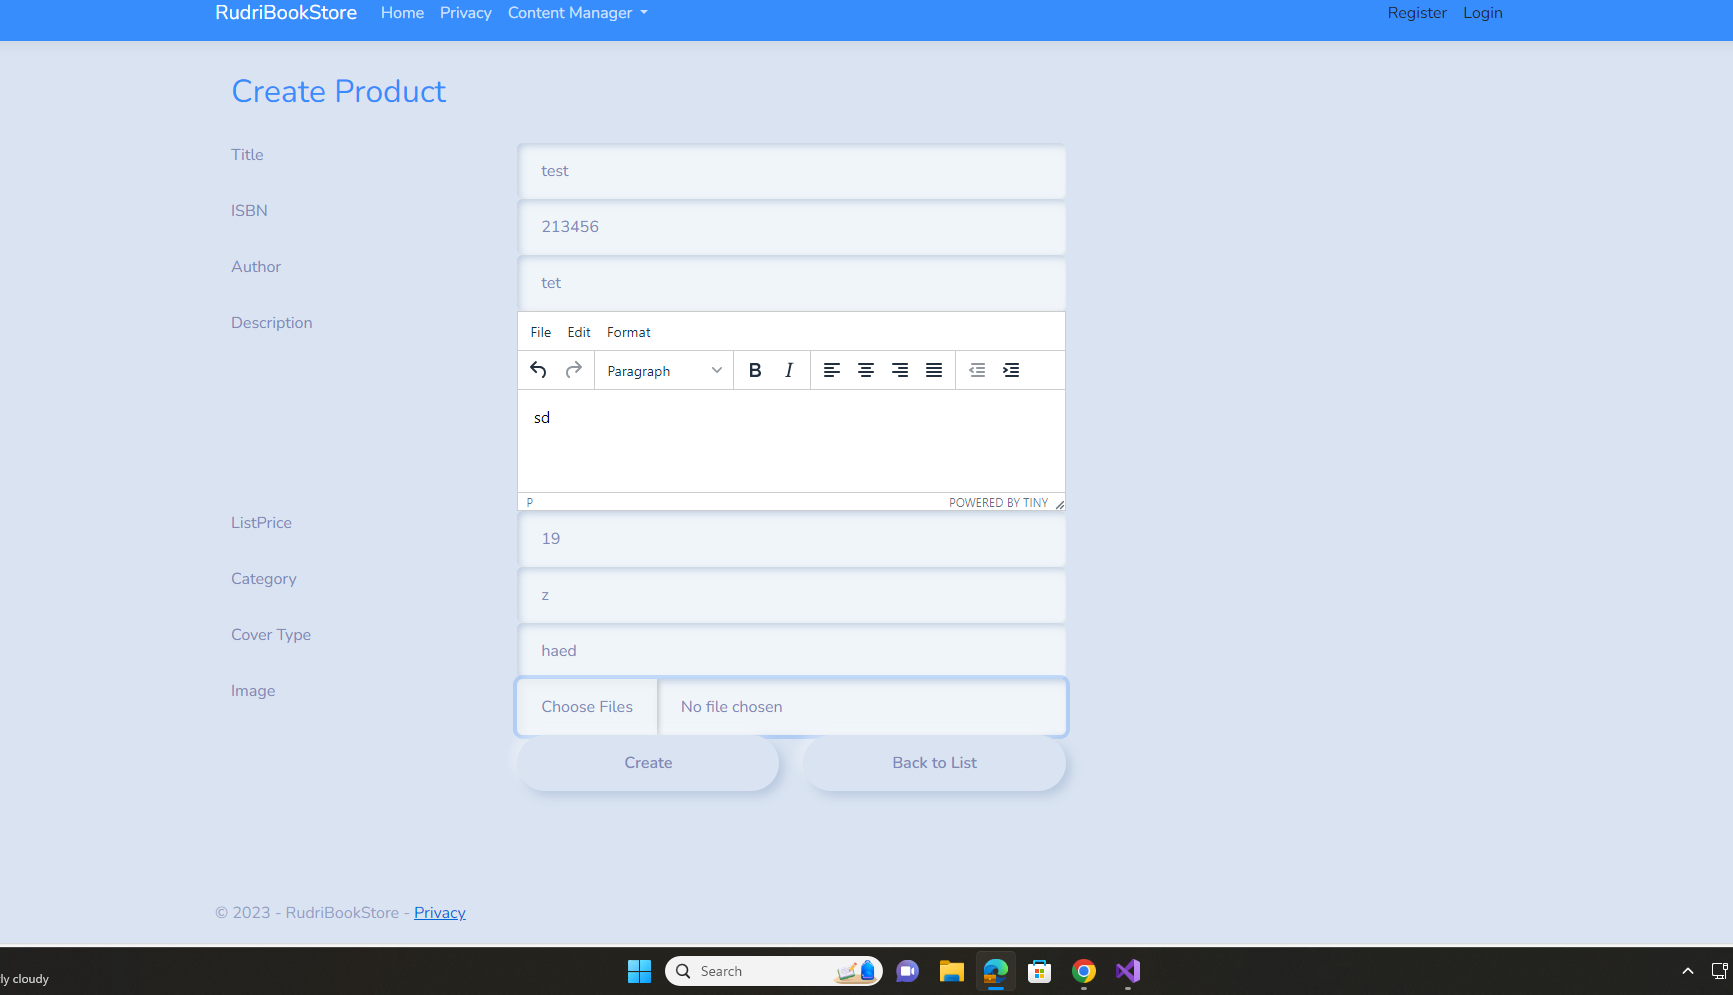 RudriBookStore Home Privacy Content Manager Register Login
Create Product
Title test
ISBN 213456
Author tet
Description
File Edit Format
Paragraph B I
sd
P POWERED BY TINY
ListPrice 19
Category z
Cover Type haed
Image Choose Files No file chosen
Create Back to List
© 2023 - RudriBookStore - Privacy
Search
ly cloudy